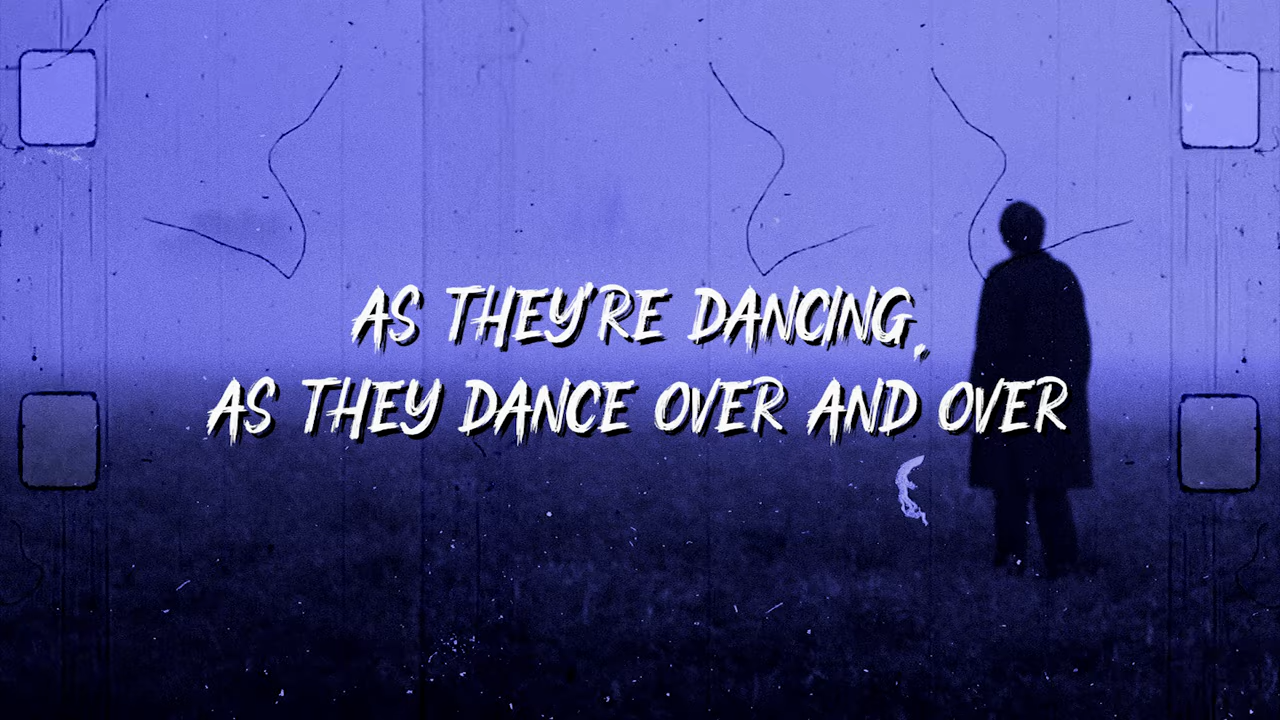 AS THEY'RE DANCING,
AS THEY DANCE OVER AND OVER